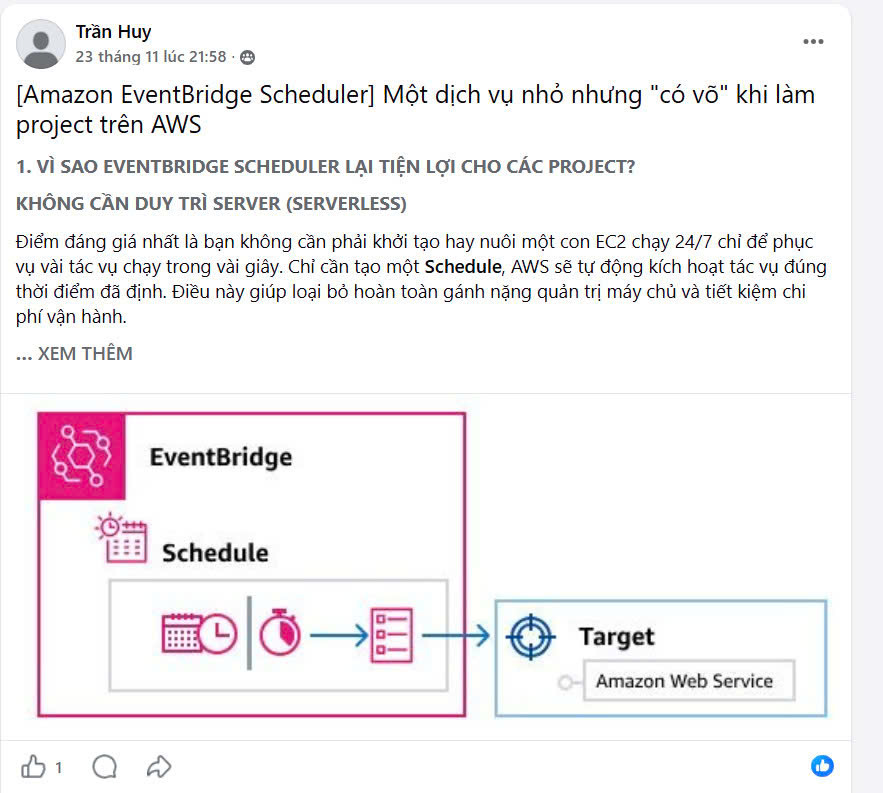 Trần Huy
23 tháng 11 lúc 21:58 ·
[Amazon EventBridge Scheduler] Một dịch vụ nhỏ nhưng "có võ" khi làm
project trên AWS
1. VÌ SAO EVENTBRIDGE SCHEDULER LẠI TIỆN LỢI CHO CÁC PROJECT?
KHÔNG CẦN DUY TRÌ SERVER (SERVERLESS)
Điểm đáng giá nhất là bạn không cần phải khởi tạo hay nuôi một con EC2 chạy 24/7 chỉ để phục
vụ vài tác vụ chạy trong vài giây. Chỉ cần tạo một Schedule, AWS sẽ tự động kích hoạt tác vụ đúng
thời điểm đã định. Điều này giúp loại bỏ hoàn toàn gánh nặng quản trị máy chủ và tiết kiệm chi
phí vận hành.
... XEM THÊM
EventBridge
Schedule
Target
Amazon Web Service
1